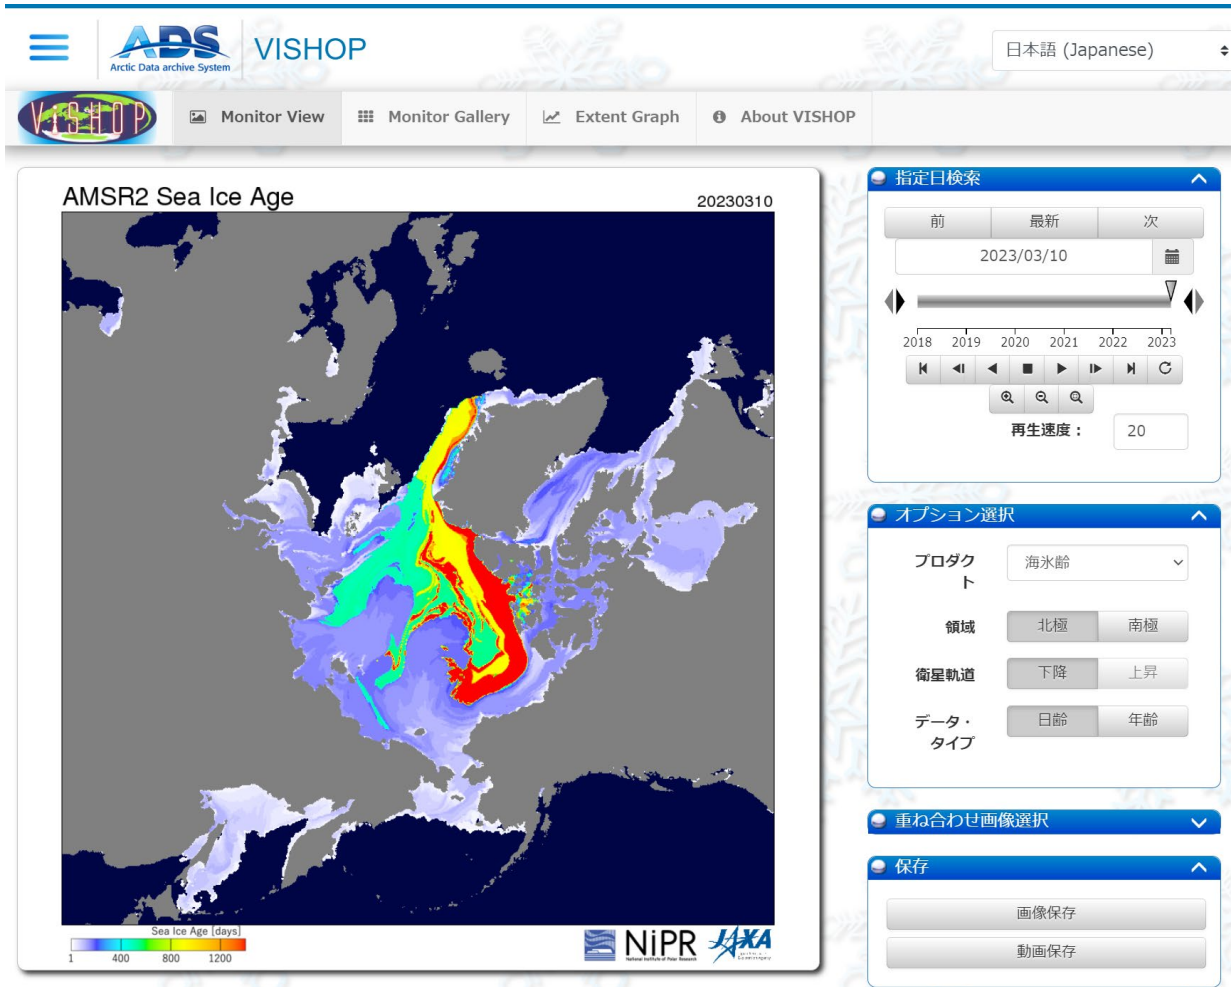 ADS
Arctic Data archive System
VISHOP
日本語 (Japanese)
ViSHOP
Monitor View
Monitor Gallery
Extent Graph
About VISHOP
AMSR2 Sea Ice Age
20230310
Sea Ice Age [days]
1 400 800 1200
NiPR
National Institute of Polar Research
JAXA
指定日検索
前 最新 次
2023/03/10
2018 2019 2020 2021 2022 2023
再生速度： 20
オプション選択
プロダク
ト
海氷齢
領域 北極 南極
衛星軌道 下降 上昇
データ・
タイプ
日齢 年齢
重ね合わせ画像選択
保存
画像保存
動画保存